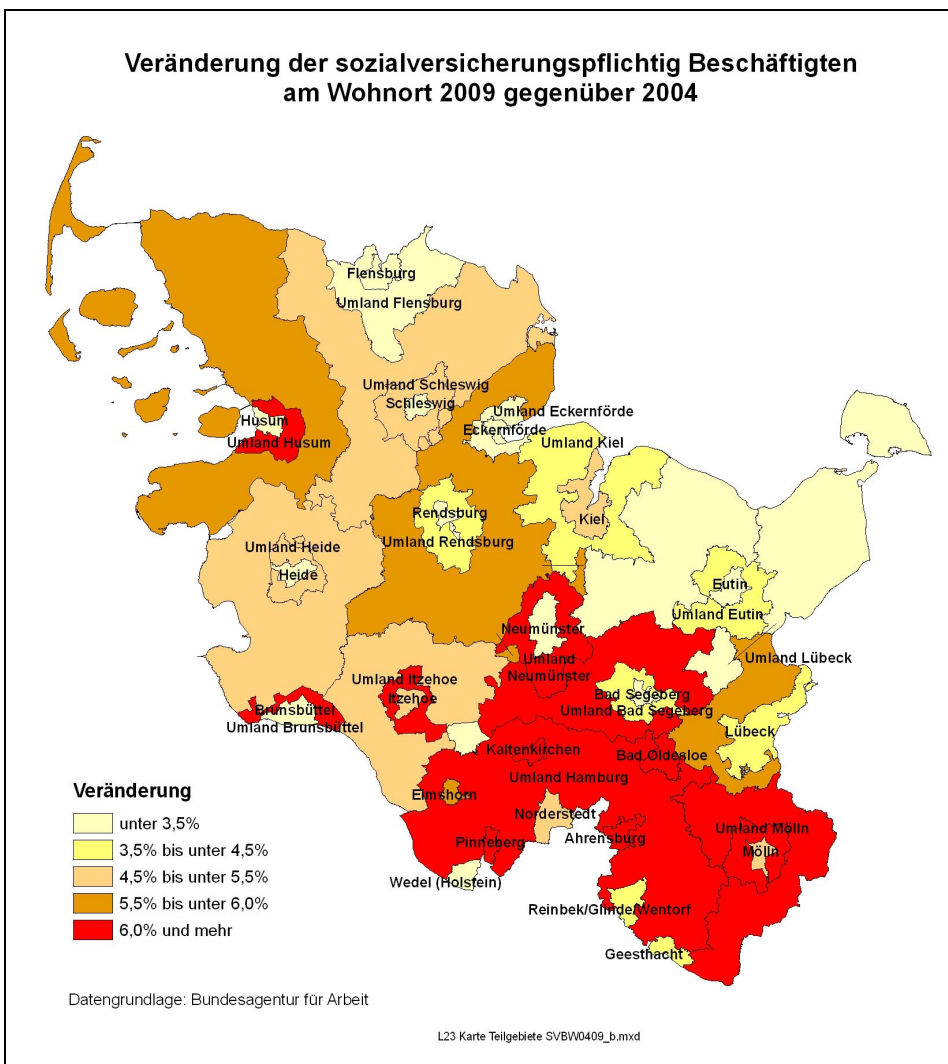 Veränderung der sozialversicherungspflichtig Beschäftigten
am Wohnort 2009 gegenüber 2004
Flensburg
Umland Flensburg
Umland Schleswig
Schleswig
Umland Eckernförde
Eckernförde
Husum
Umland Husum
Umland Kiel
Kiel
Rendsburg
Umland Rendsburg
Umland Heide
Heide
Eutin
Umland Eutin
Neumünster
Umland
Neumünster
Umland Lübeck
Umland Itzehoe
Itzehoe
Bad Segeberg
Umland Bad Segeberg
Brunsbüttel
Umland Brunsbüttel
Lübeck
Kaltenkirchen
Bad Oldesloe
Umland Hamburg
Elmshorn
Norderstedt
Pinneberg
Ahrensburg
Umland Mölln
Mölln
Wedel (Holsfein)
Reinbek/Glinde/Wentorf
Geesthacht
Veränderung
unter 3,5%
3,5% bis unter 4,5%
4,5% bis unter 5,5%
5,5% bis unter 6,0%
6,0% und mehr
Datengrundlage: Bundesagentur für Arbeit
L23 Karte Teilgebiete SVBW0409_b.mxd